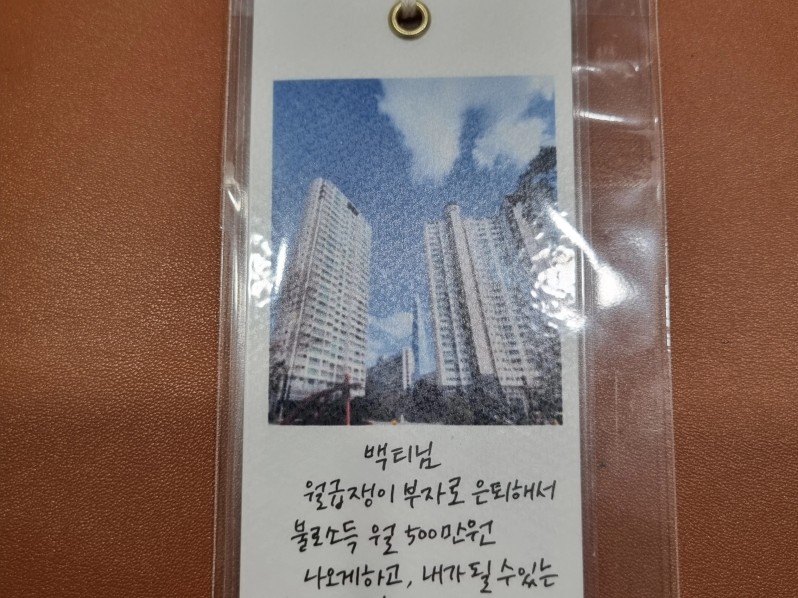 백티님
월급쟁이 부자로 은퇴해서
불로소득 월 500만원
나오게하고, 내가 될 수 있는